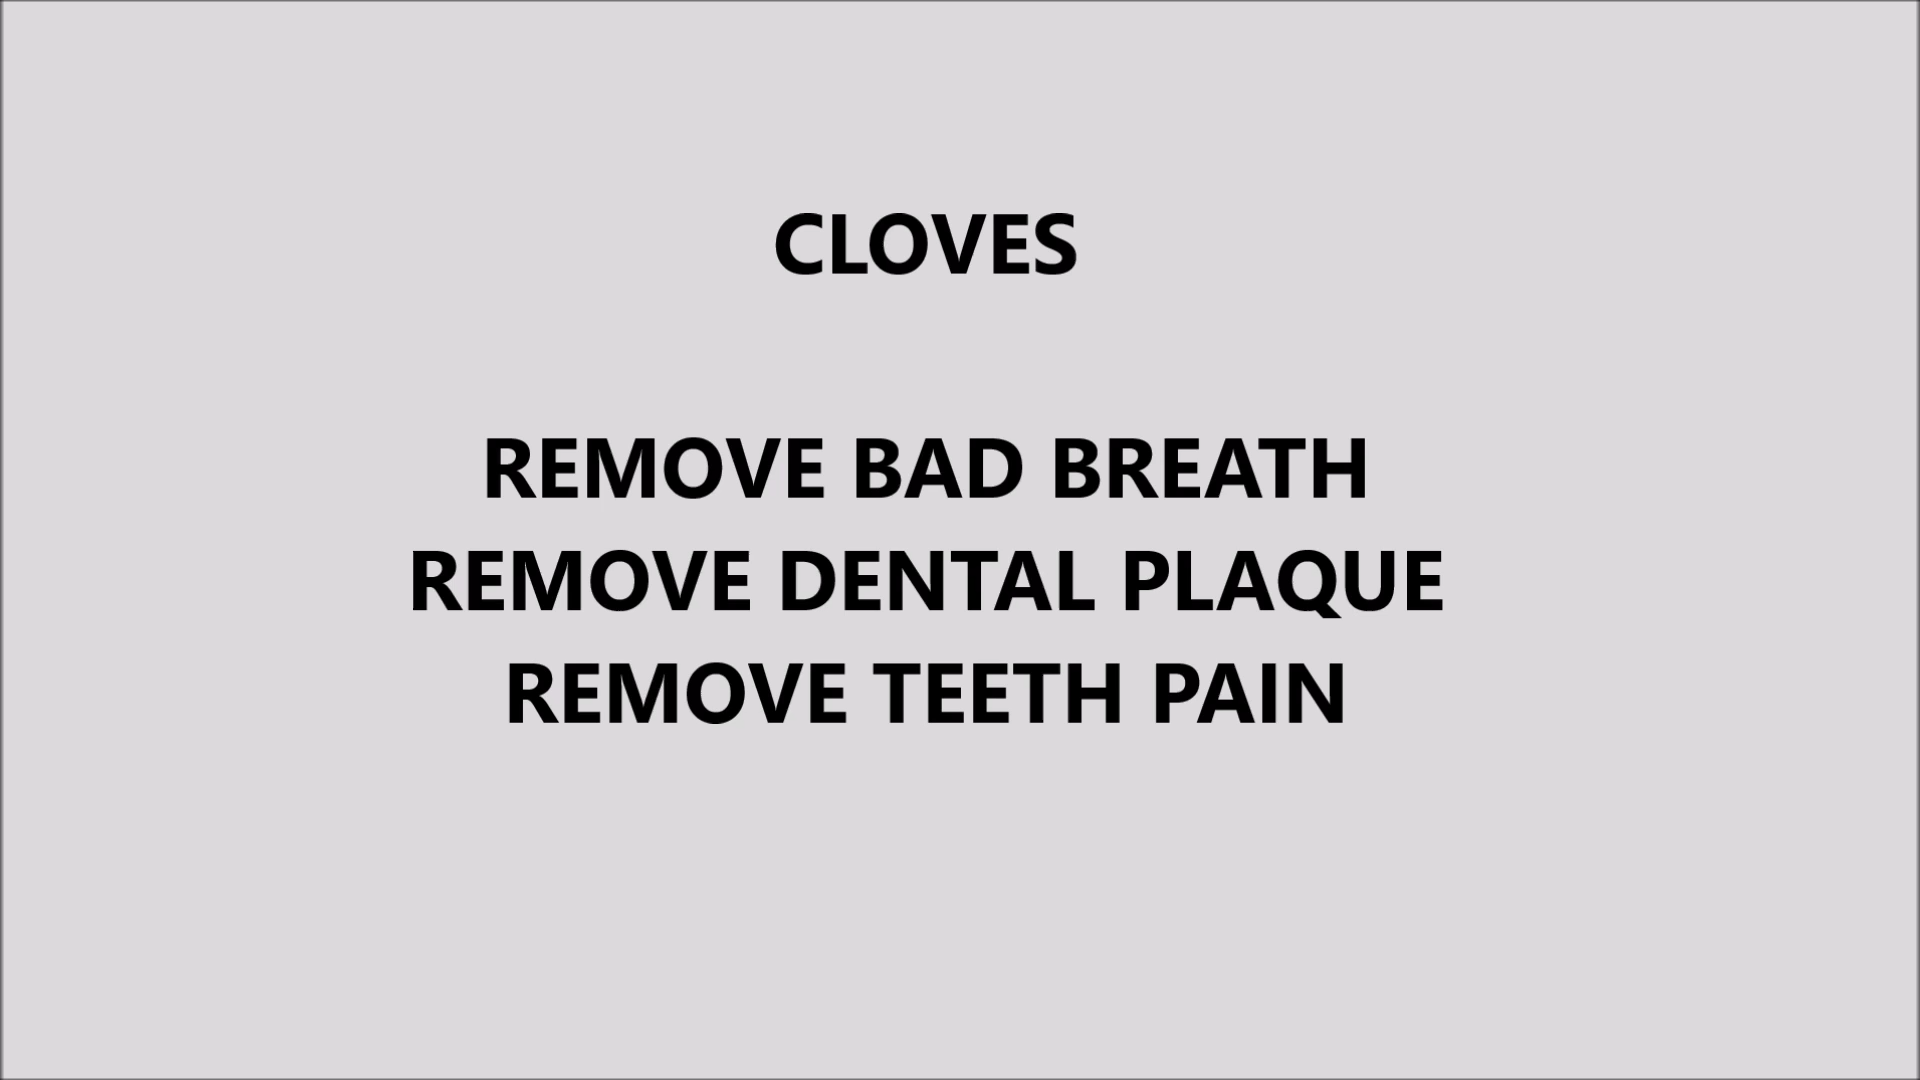 CLOVES
REMOVE BAD BREATH
REMOVE DENTAL PLAQUE
REMOVE TEETH PAIN